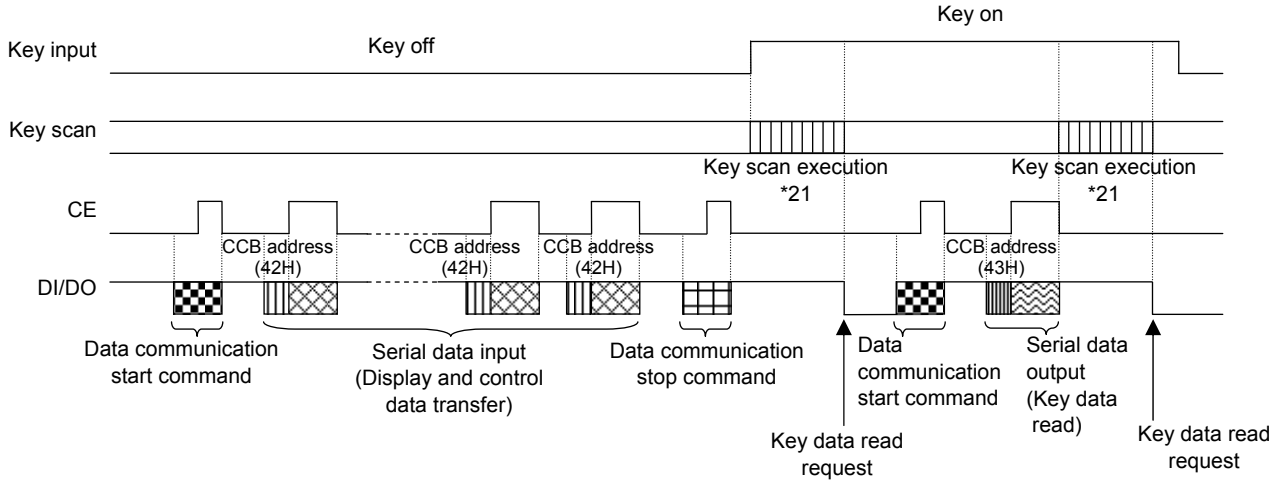 Key on
Key input
Key off
Key scan
Key scan execution
*21
Key scan execution
*21
CE
CCB address
(42H)
CCB address
(42H)
CCB address
(42H)
CCB address
(43H)
DI/DO
Data communication
start command
Serial data input
(Display and control
data transfer)
Data communication
stop command
Data
communication
start command
Serial data
output
(Key data
read)
Key data read
request
Key data read
request